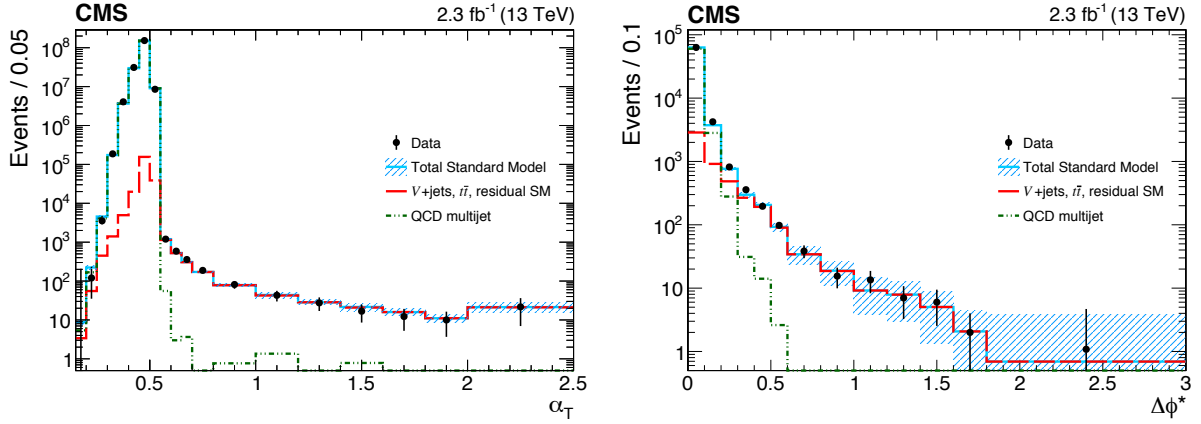 CMS 2.3 fb⁻¹ (13 TeV)
Events / 0.05
10⁸
10⁷
10⁶
10⁵
10⁴
10³
10²
10
1
Data
Total Standard Model
V+jets, tt̄, residual SM
QCD multijet
0.5 1 1.5 2 2.5
α_T
CMS 2.3 fb⁻¹ (13 TeV)
Events / 0.1
10⁵
10⁴
10³
10²
10
1
Data
Total Standard Model
V+jets, tt̄, residual SM
QCD multijet
0 0.5 1 1.5 2 2.5 3
Δϕ*